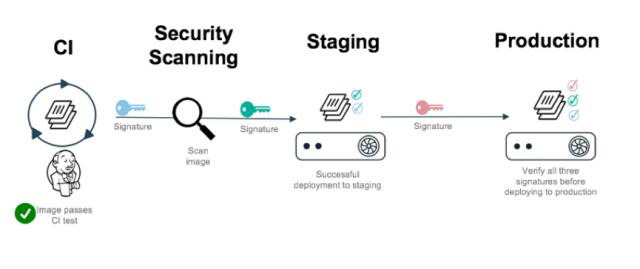 CI
Security
Scanning
Staging
Production
Signature
Signature
Signature
Scan
image
Successful
deployment to staging
Verify all three
signatures before
deploying to production
Image passes
CI test